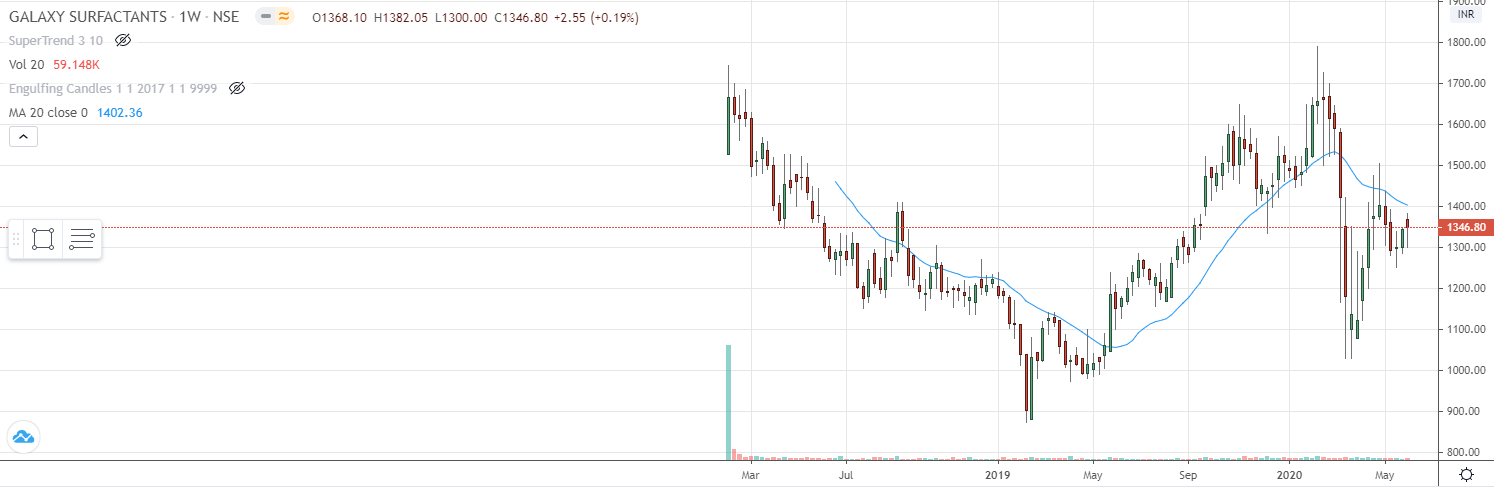 GALAXY SURFACTANTS · 1W · NSE O1368.10 H1382.05 L1300.00 C1346.80 +2.55 (+0.19%)
SuperTrend 3 10
Vol 20 59.148K
Engulfing Candles 1 1 2017 1 1 9999
MA 20 close 0 1402.36
1900.00
INR
1800.00
1700.00
1600.00
1500.00
1400.00
1346.80
1300.00
1200.00
1100.00
1000.00
900.00
800.00
Mar Jul 2019 May Sep 2020 May